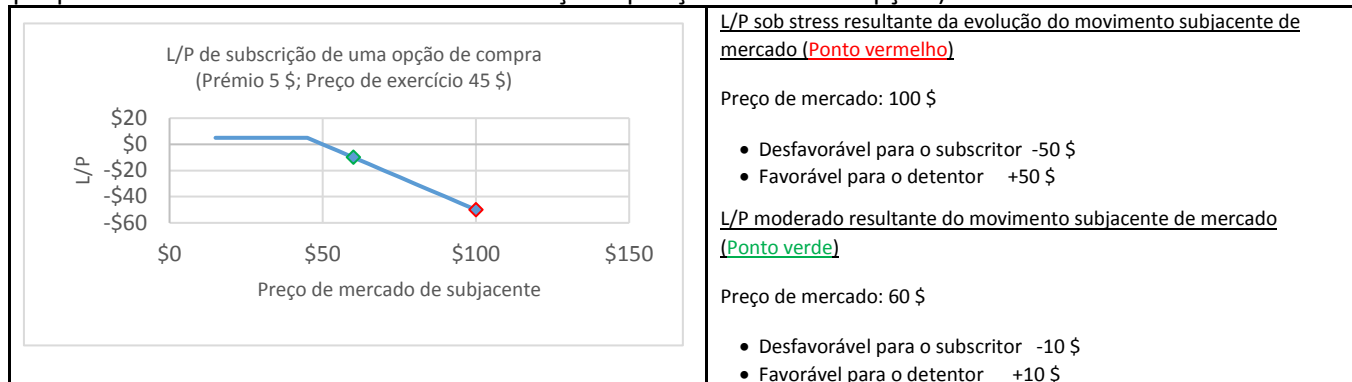 L/P de subscrição de uma opção de compra
(Prémio 5 $; Preço de exercício 45 $)
$20
$0
-$20
-$40
-$60
L/P
$0 $50 $100 $150
Preço de mercado de subjacente
L/P sob stress resultante da evolução do movimento subjacente de
mercado (Ponto vermelho)
Preço de mercado: 100 $
• Desfavorável para o subscritor -50 $
• Favorável para o detentor +50 $
L/P moderado resultante do movimento subjacente de mercado
(Ponto verde)
Preço de mercado: 60 $
• Desfavorável para o subscritor -10 $
• Favorável para o detentor +10 $